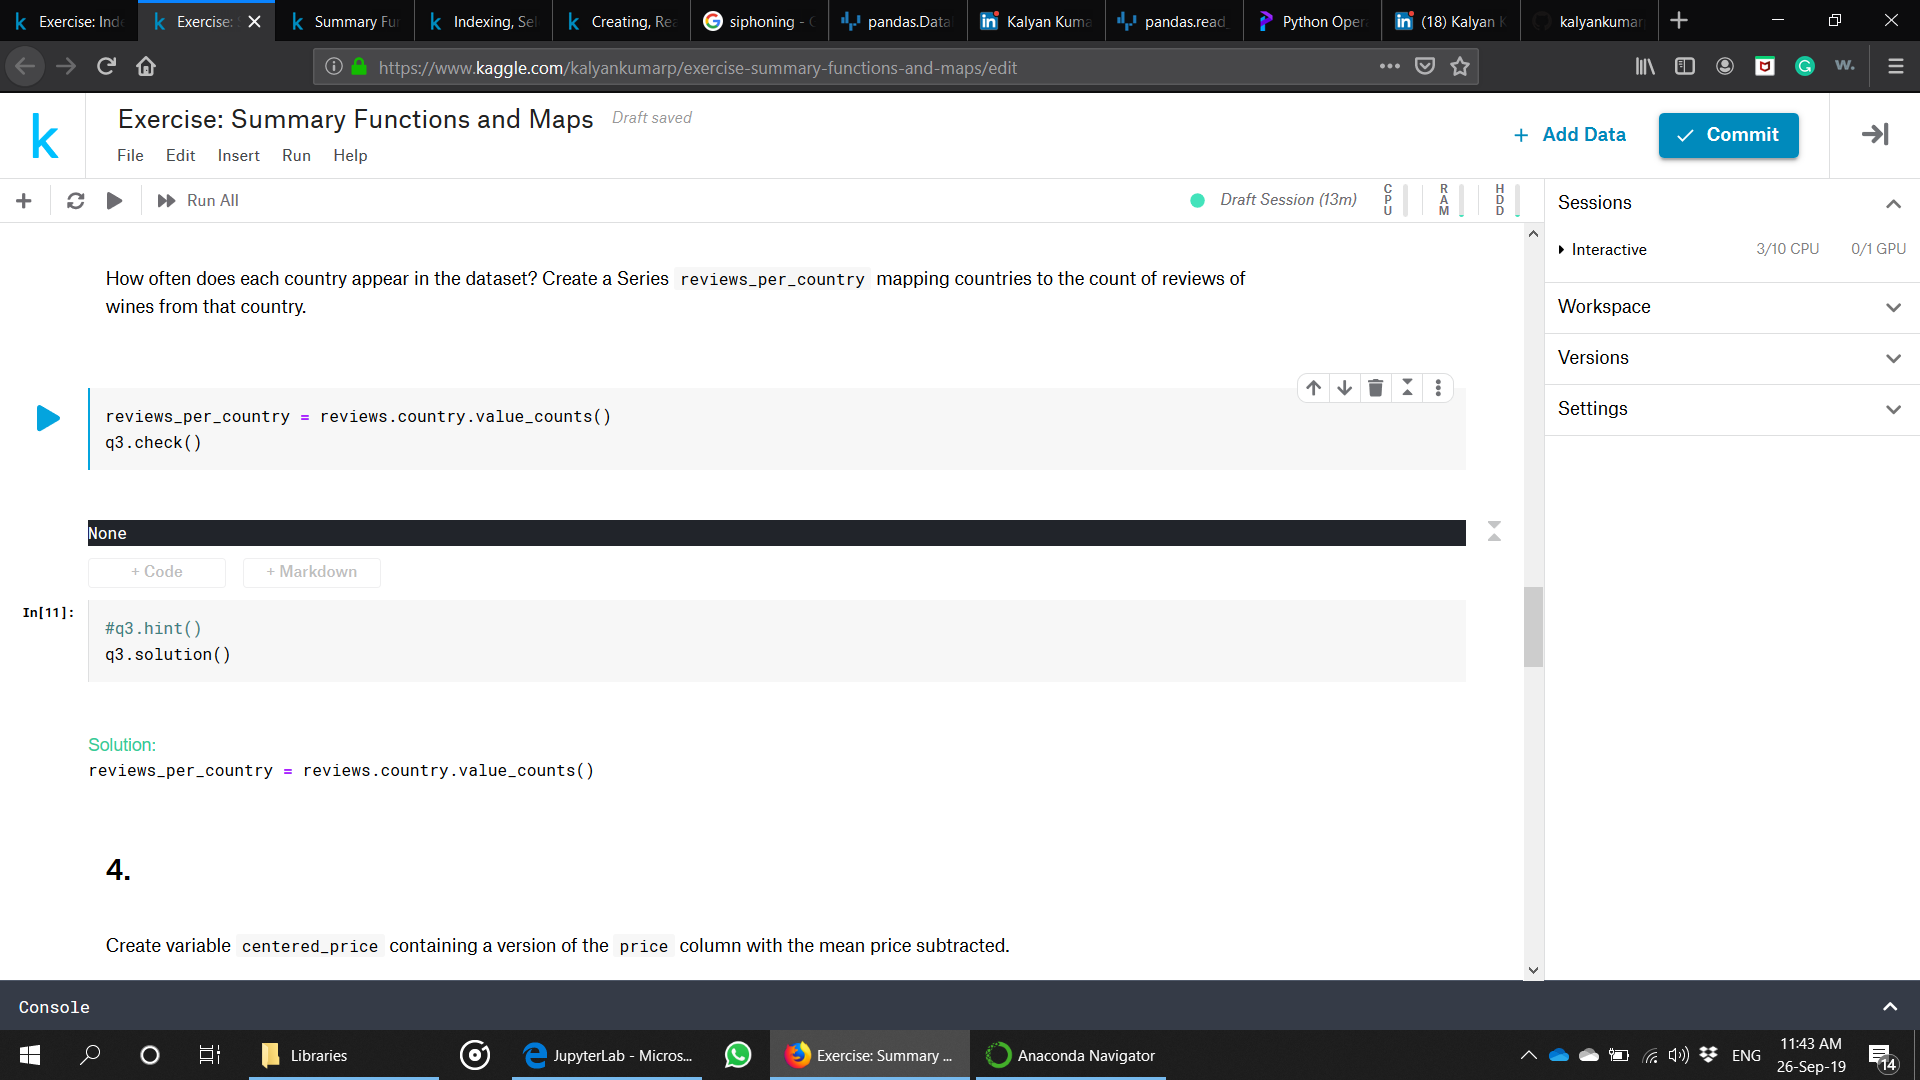 Exercise: Ind
Exercise:
Summary Fu
Indexing, Sel
Creating, Rea
siphoning - G
pandas.Data
Kalyan Kuma
pandas.read_
Python Oper
(18) Kalyan K
kalyankumar
https://www.kaggle.com/kalyankumarp/exercise-summary-functions-and-maps/edit
Exercise: Summary Functions and Maps
Draft saved
File Edit Insert Run Help
+ Add Data
Commit
Run All
Draft Session (13m)
CPU
RAM
HDD
Sessions
Interactive 3/10 CPU 0/1 GPU
Workspace
Versions
Settings
How often does each country appear in the dataset? Create a Series reviews_per_country mapping countries to the count of reviews of
wines from that country.
reviews_per_country = reviews.country.value_counts()
q3.check()
None
+ Code
+ Markdown
In[11]:
#q3.hint()
q3.solution()
Solution:
reviews_per_country = reviews.country.value_counts()
4.
Create variable centered_price containing a version of the price column with the mean price subtracted.
Console
Libraries
JupyterLab - Micros...
Exercise: Summary ...
Anaconda Navigator
ENG
11:43 AM
26-Sep-19
14